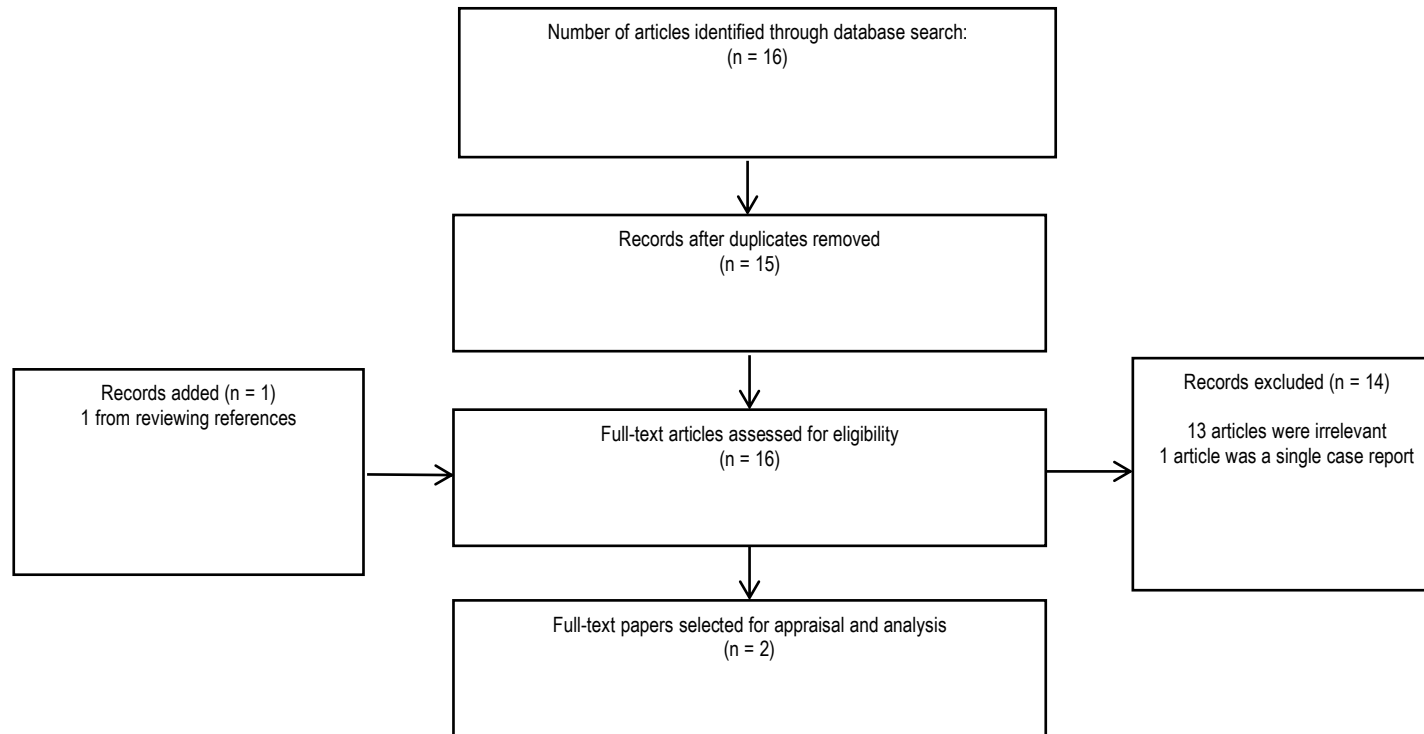 Number of articles identified through database search:
(n = 16)
Records after duplicates removed
(n = 15)
Records added (n = 1)
1 from reviewing references
Full-text articles assessed for eligibility
(n = 16)
Records excluded (n = 14)
13 articles were irrelevant
1 article was a single case report
Full-text papers selected for appraisal and analysis
(n = 2)